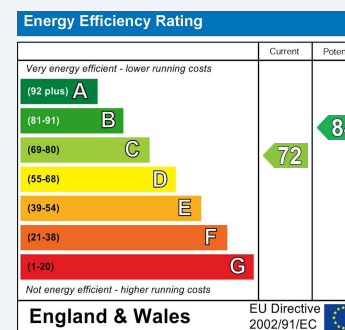 Energy Efficiency Rating
Current
Very energy efficient - lower running costs
(92 plus) A
(81-91) B
(69-80) C
72
(55-68) D
(39-54) E
(21-38) F
(1-20) G
Not energy efficient - higher running costs
England & Wales
EU Directive
2002/91/EC